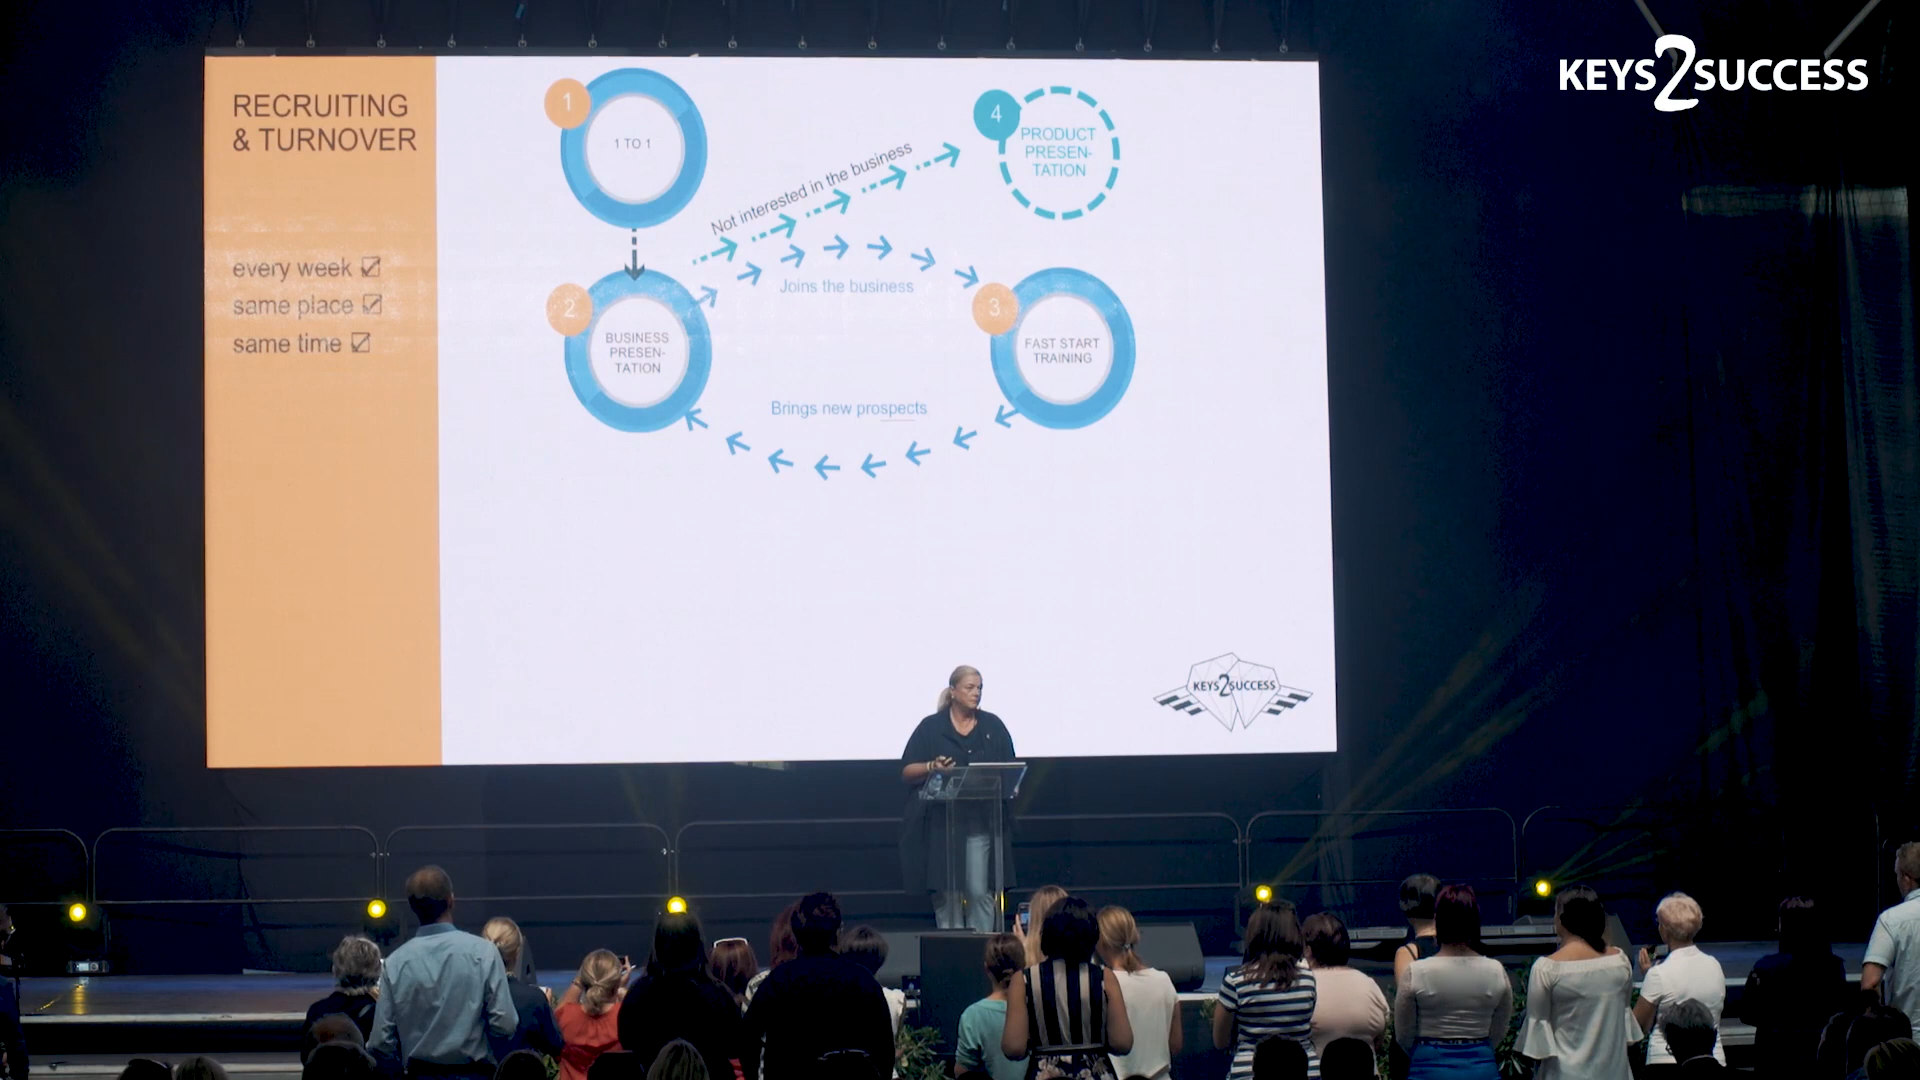 KEYS2SUCCESS
RECRUITING
& TURNOVER
every week
same place
same time
1
1 TO 1
2
BUSINESS
PRESEN-
TATION
Not interested in the business
Joins the business
4
PRODUCT
PRESEN-
TATION
3
FAST START
TRAINING
Brings new prospects
KEYS2SUCCESS